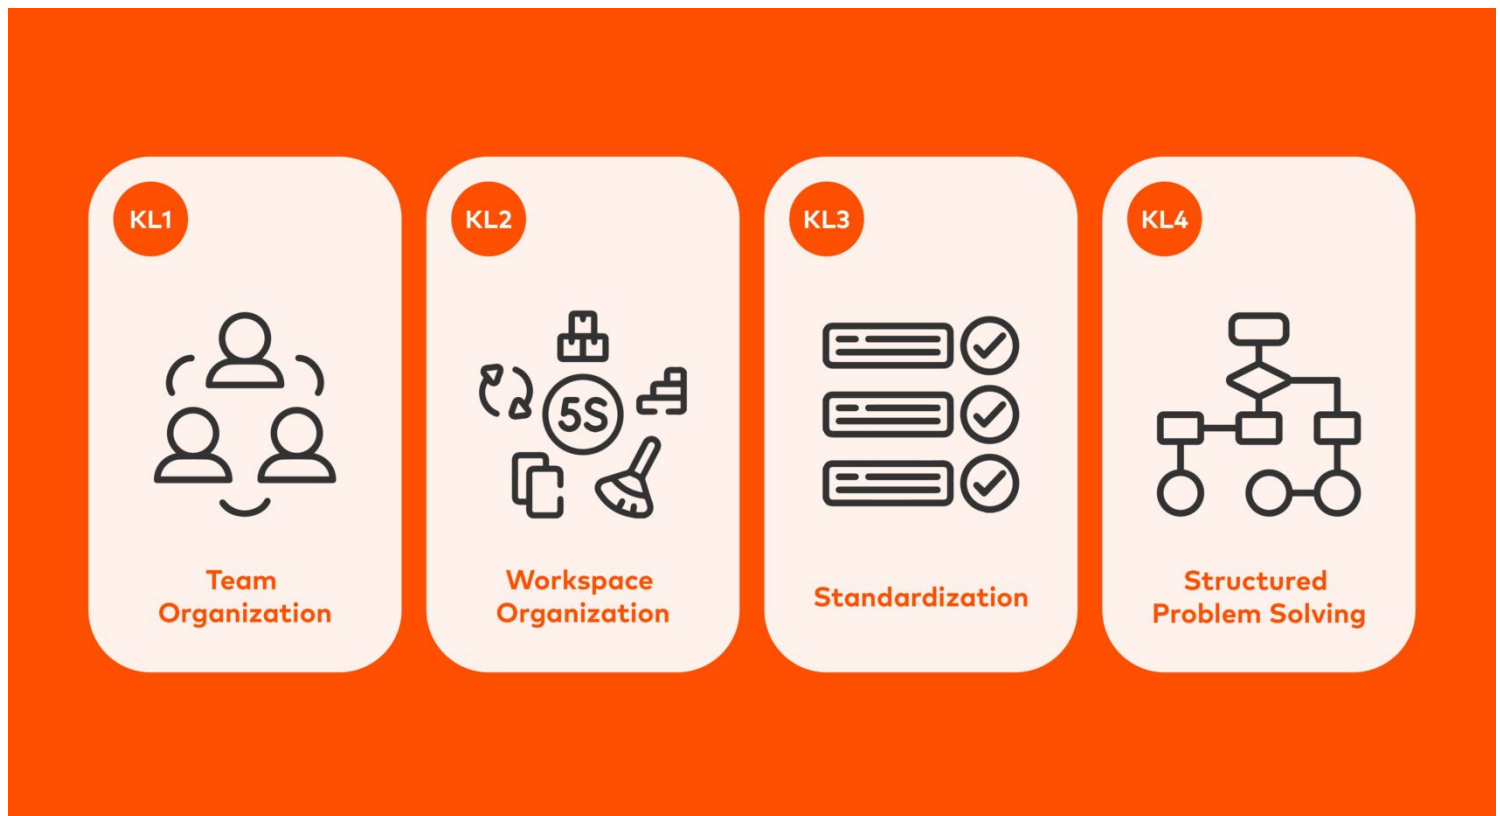 KL1
Team
Organization
KL2
5S
Workspace
Organization
KL3
Standardization
KL4
Structured
Problem Solving